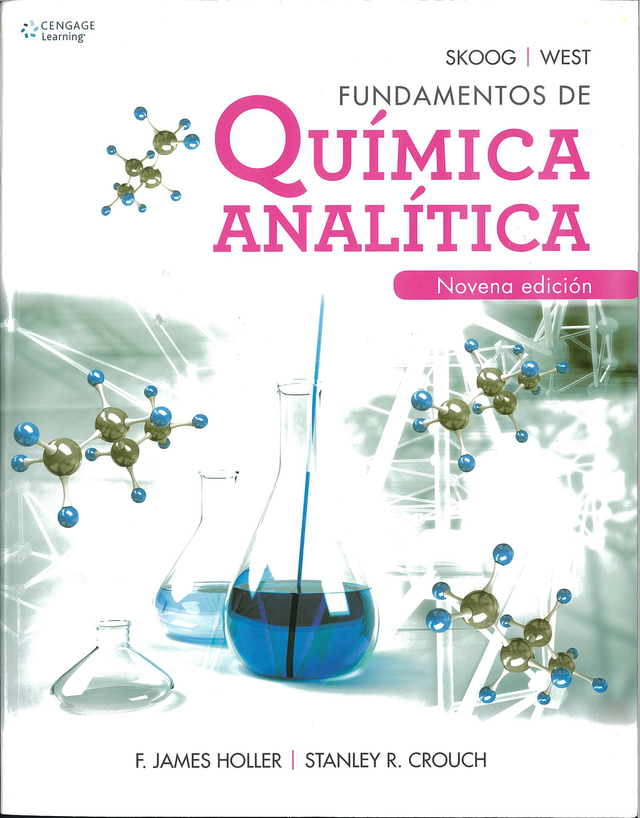 CENGAGE
Learning®
SKOOG | WEST
FUNDAMENTOS DE
QUÍMICA
ANALÍTICA
Novena edición
F. JAMES HOLLER | STANLEY R. CROUCH